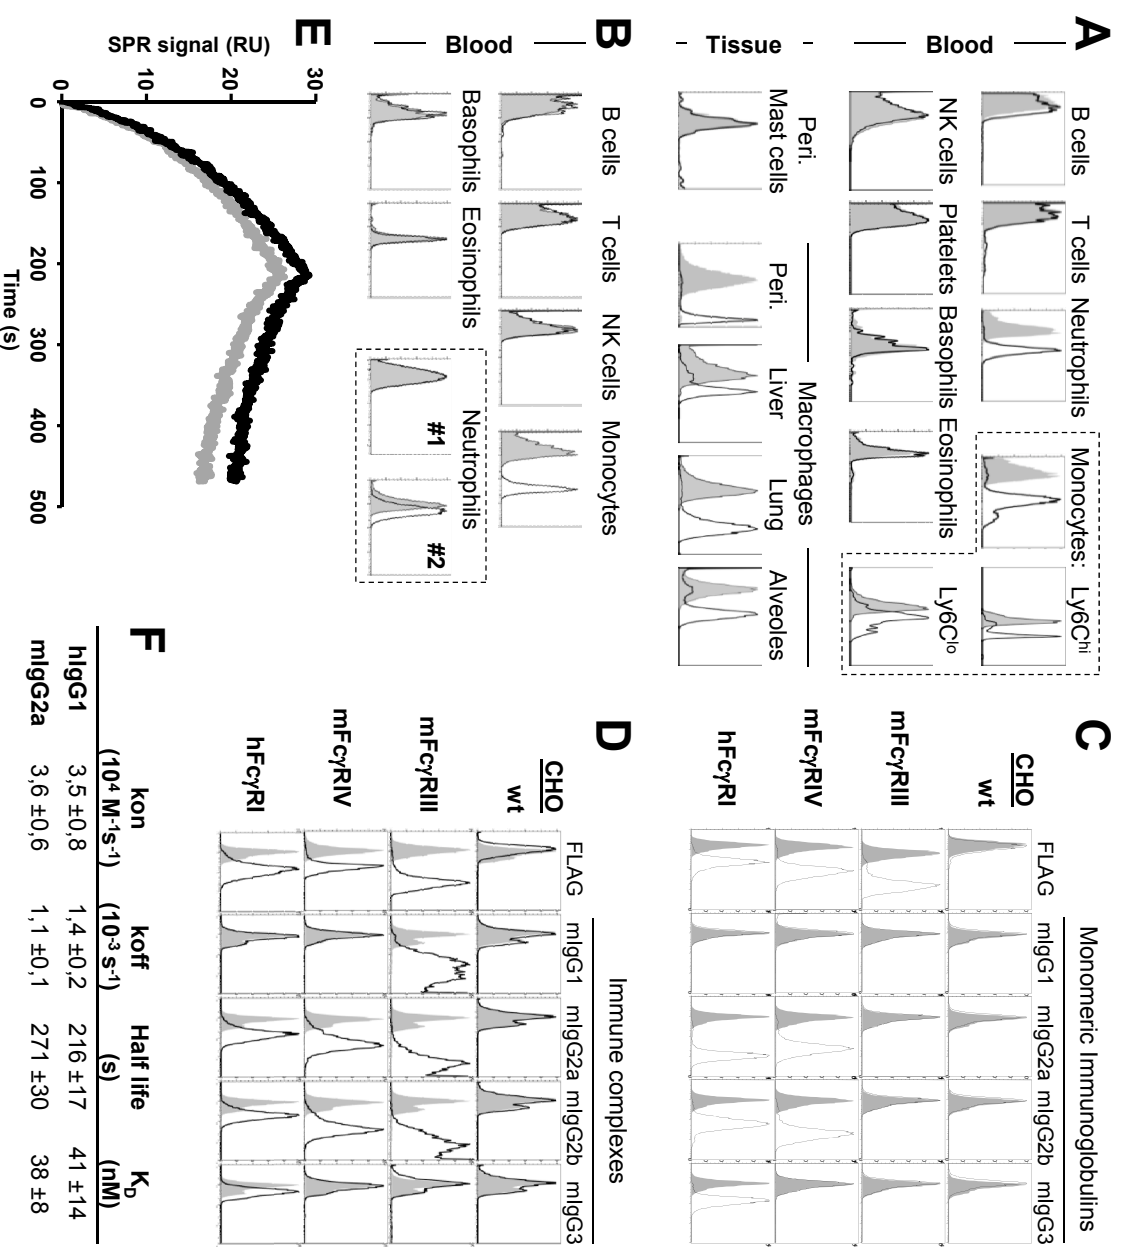 A
Blood
B cells
T cells
Neutrophils
Monocytes:
Ly6Chi
NK cells
Platelets
Basophils
Eosinophils
Ly6Clo
Tissue
Macrophages
Peri.
Mast cells
Peri.
Liver
Lung
Alveoles
B
Blood
B cells
T cells
NK cells
Monocytes
Basophils
Eosinophils
Neutrophils
#1
#2
C
Monomeric Immunoglobulins
CHO
FLAG
mIgG1
mIgG2a
mIgG2b
mIgG3
wt
mFcγRIII
mFcγRIV
hFcγRI
D
Immune complexes
CHO
FLAG
mIgG1
mIgG2a
mIgG2b
mIgG3
wt
mFcγRIII
mFcγRIV
hFcγRI
E
SPR signal (RU)
30
20
10
0
0 100 200 300 400 500
Time (s)
F
kon koff Half life KD
(10⁴ M⁻¹s⁻¹) (10⁻³ s⁻¹) (s) (nM)
hIgG1 3,5 ±0,8 1,4 ±0,2 216 ±17 41 ±14
mIgG2a 3,6 ±0,6 1,1 ±0,1 271 ±30 38 ±8